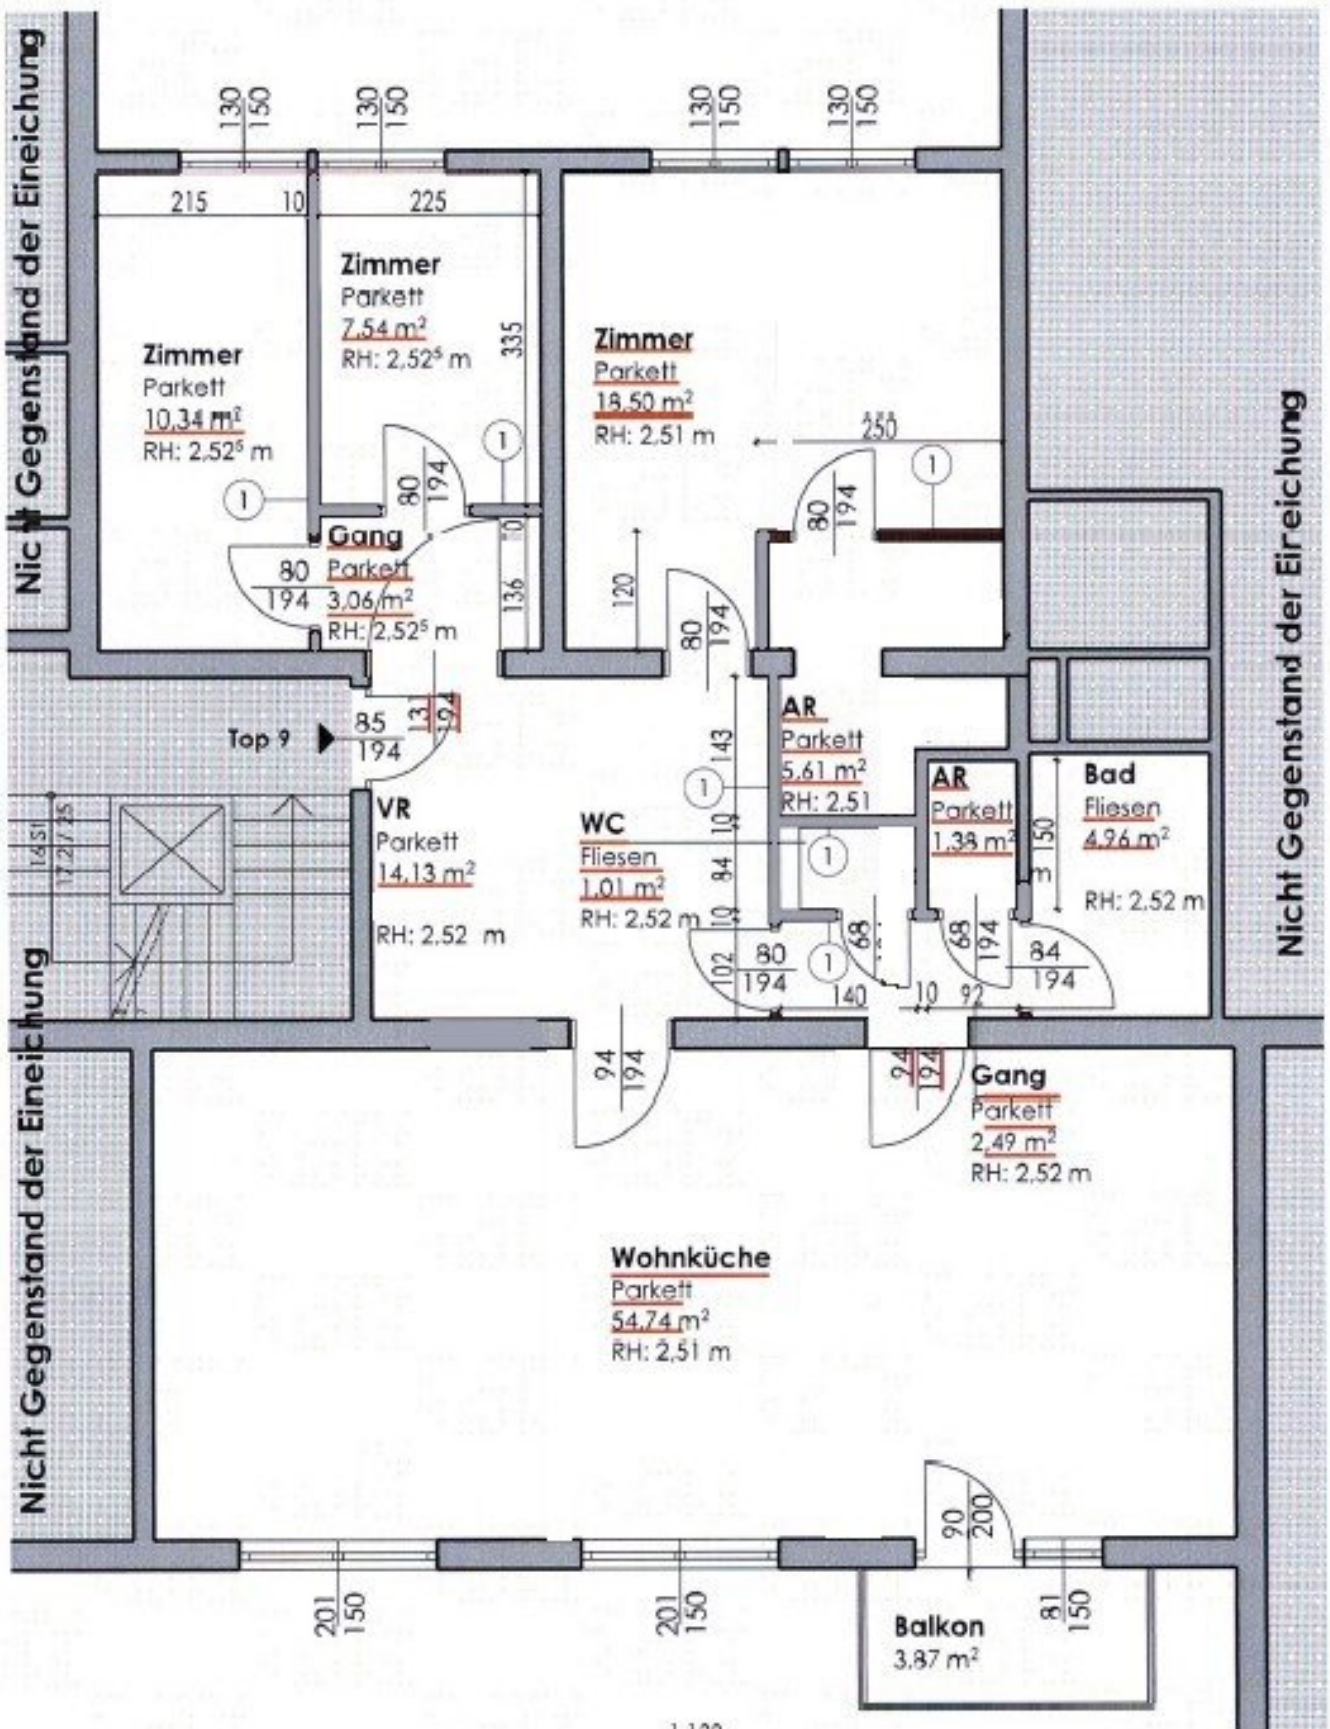 Nicht Gegenstand der Eineichung
130
150
130
150
130
150
130
150
215
10
225
Zimmer
Parkett
7,54 m²
RH: 2,52⁵ m
335
Zimmer
Parkett
10,34 m²
RH: 2,52⁵ m
Zimmer
Parkett
18,50 m²
RH: 2,51 m
250
1
1
1
80
194
80
194
Gang
Parkett
3,06 m²
RH: 2,52⁵ m
80
194
136
120
80
194
Nicht Gegenstand der Eireichung
Top 9
85
194
131
194
143
AR
Parkett
5,61 m²
RH: 2,51
AR
Parkett
1,38 m²
150
Bad
Fliesen
4,96 m²
RH: 2,52 m
16 St
17,2 / 25
VR
Parkett
14,13 m²
RH: 2,52 m
WC
Fliesen
1,01 m²
RH: 2,52 m
1
10
84
10
102
1
1
80
194
68
68
194
84
194
140
10
92
94
194
94
194
Gang
Parkett
2,49 m²
RH: 2,52 m
Nicht Gegenstand der Eineichung
Wohnküche
Parkett
54,74 m²
RH: 2,51 m
90
200
201
150
201
150
81
150
Balkon
3,87 m²